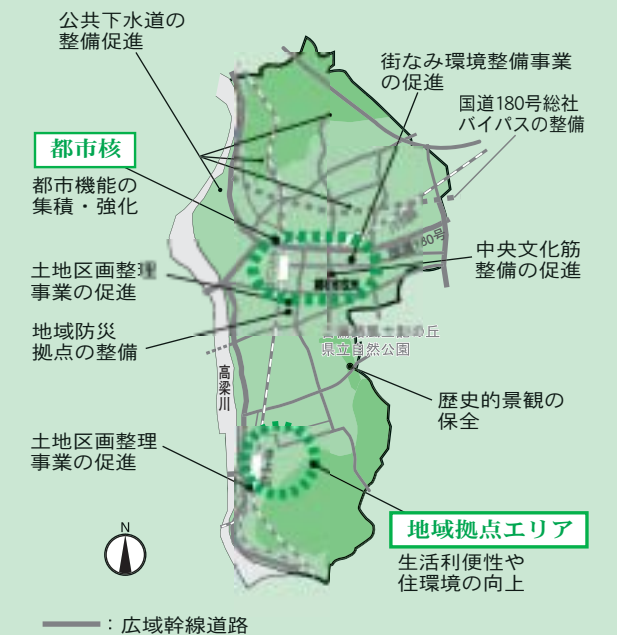 公共下水道の
整備促進
街なみ環境整備事業
の促進
国道180号総社
バイパスの整備
都市核
都市機能の
集積・強化
180号
中央文化筋
整備の促進
土地区画整理
事業の促進
地域防災
拠点の整備
の丘
県立自然公園
高梁川
歴史的景観の
保全
土地区画整理
事業の促進
地域拠点エリア
生活利便性や
住環境の向上
N
：広域幹線道路